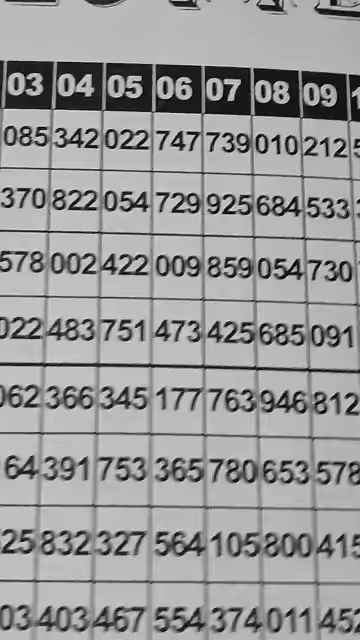 03 04 05 06 07 08 09
085 342 022 747 739 010 212
370 822 054 729 925 684 533
578 002 422 009 859 054 730
022 483 751 473 425 685 091
062 366 345 177 763 946 812
64 391 753 365 780 653 578
25 832 327 564 105 800 415
03 403 467 554 374 011 452